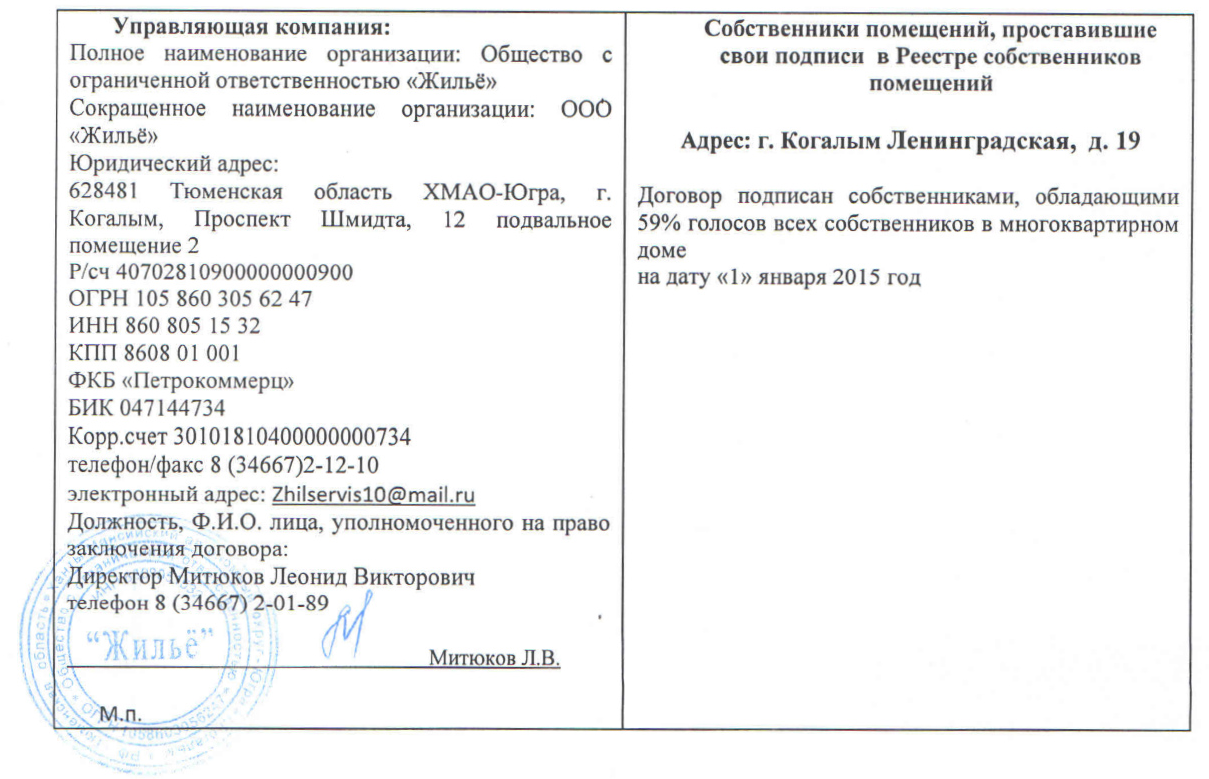 Управляющая компания:
Полное наименование организации: Общество с
ограниченной ответственностью «Жильё»
Сокращенное наименование организации: ООО
«Жильё»
Юридический адрес:
628481 Тюменская область ХМАО-Югра, г.
Когалым, Проспект Шмидта, 12 подвальное
помещение 2
Р/сч 40702810900000000900
ОГРН 105 860 305 62 47
ИНН 860 805 15 32
КПП 8608 01 001
ФКБ «Петрокоммерц»
БИК 047144734
Корр.счет 30101810400000000734
телефон/факс 8 (34667)2-12-10
электронный адрес: Zhilservis10@mail.ru
Должность, Ф.И.О. лица, уполномоченного на право
заключения договора:
Директор Митюков Леонид Викторович
телефон 8 (34667) 2-01-89
“Жильё”
Митюков Л.В.
М.п.
Собственники помещений, проставившие
свои подписи в Реестре собственников
помещений
Адрес: г. Когалым Ленинградская, д. 19
Договор подписан собственниками, обладающими
59% голосов всех собственников в многоквартирном
доме
на дату «1» января 2015 год